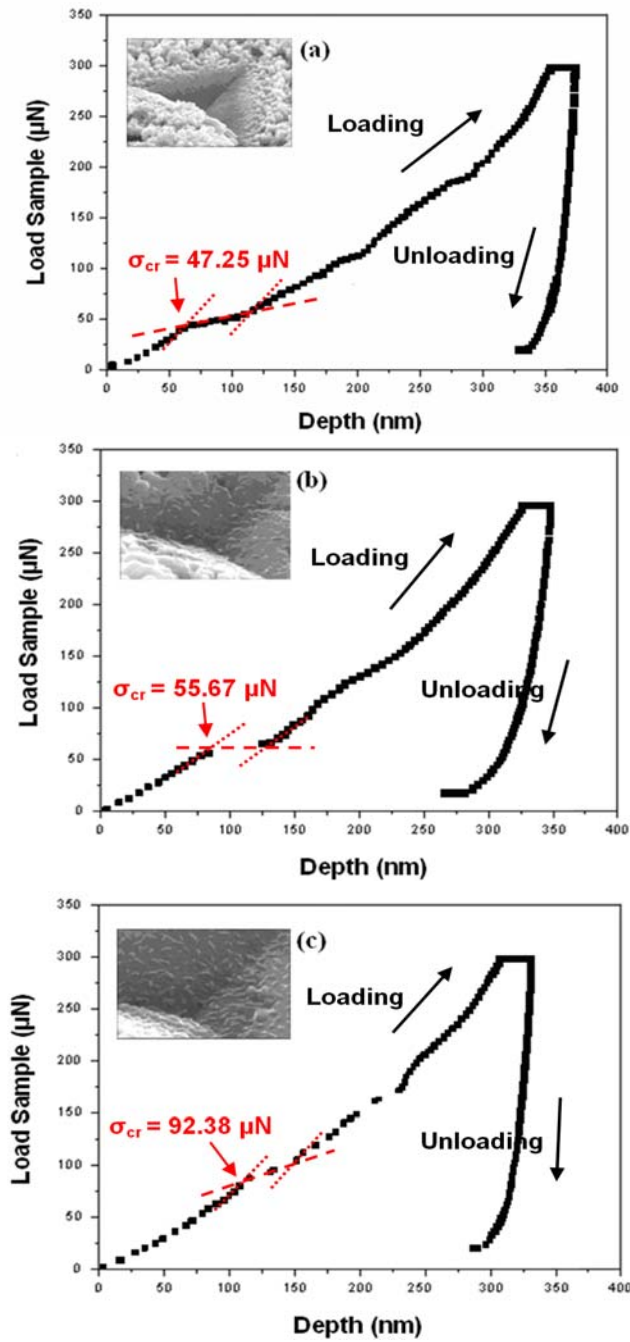 (a)
350
300
250
200
150
100
50
0
Load Sample (µN)
Loading
Unloading
σcr = 47.25 µN
0 50 100 150 200 250 300 350 400
Depth (nm)
(b)
350
300
250
200
150
100
50
0
Load Sample (µN)
Loading
Unloading
σcr = 55.67 µN
0 50 100 150 200 250 300 350 400
Depth (nm)
(c)
350
300
250
200
150
100
50
0
Load Sample (µN)
Loading
Unloading
σcr = 92.38 µN
0 50 100 150 200 250 300 350 400
Depth (nm)